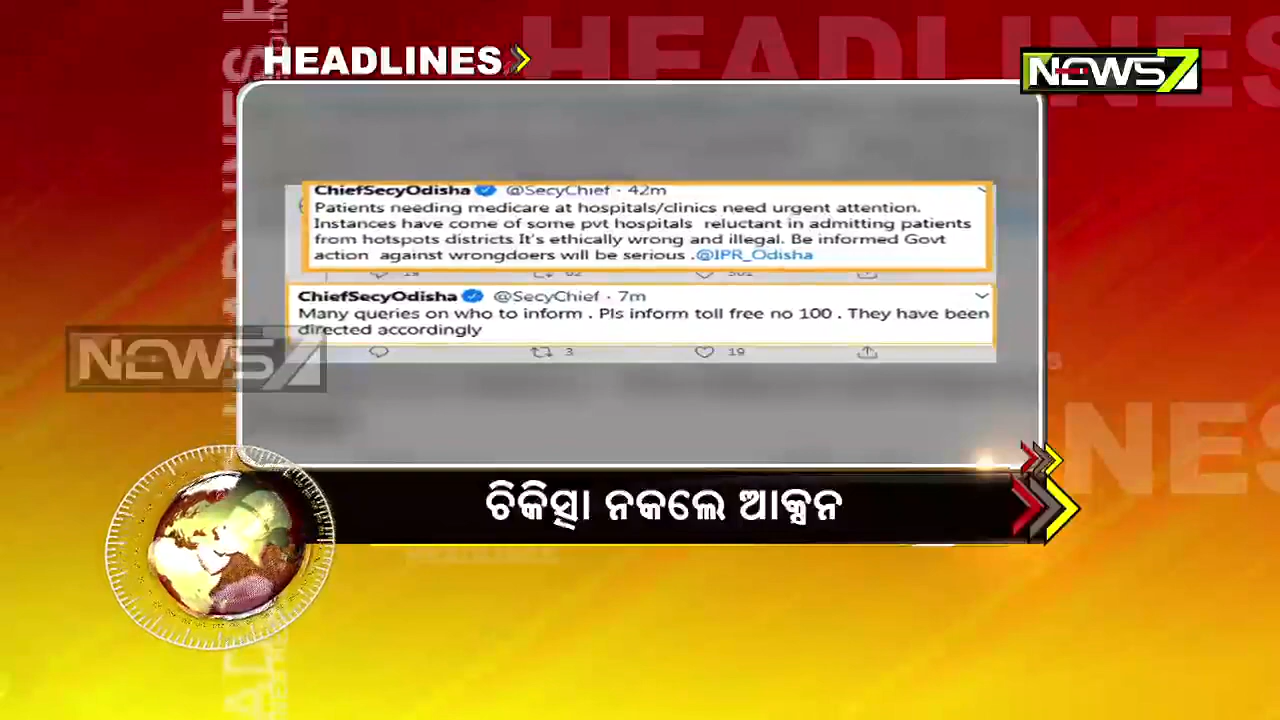 HEADLINES
NEWS7
ChiefSecyOdisha @SecyChief · 42m
Patients needing medicare at hospitals/clinics need urgent attention.
Instances have come of some pvt hospitals reluctant in admitting patients
from hotspots districts It's ethically wrong and illegal. Be informed Govt
action against wrongdoers will be serious .@IPR_Odisha
ChiefSecyOdisha @SecyChief · 7m
Many queries on who to inform . Pls inform toll free no 100 . They have been
directed accordingly
3 19
NEWS7
ଚିକିତ୍ସା ନକଲେ ଆକ୍ସନ